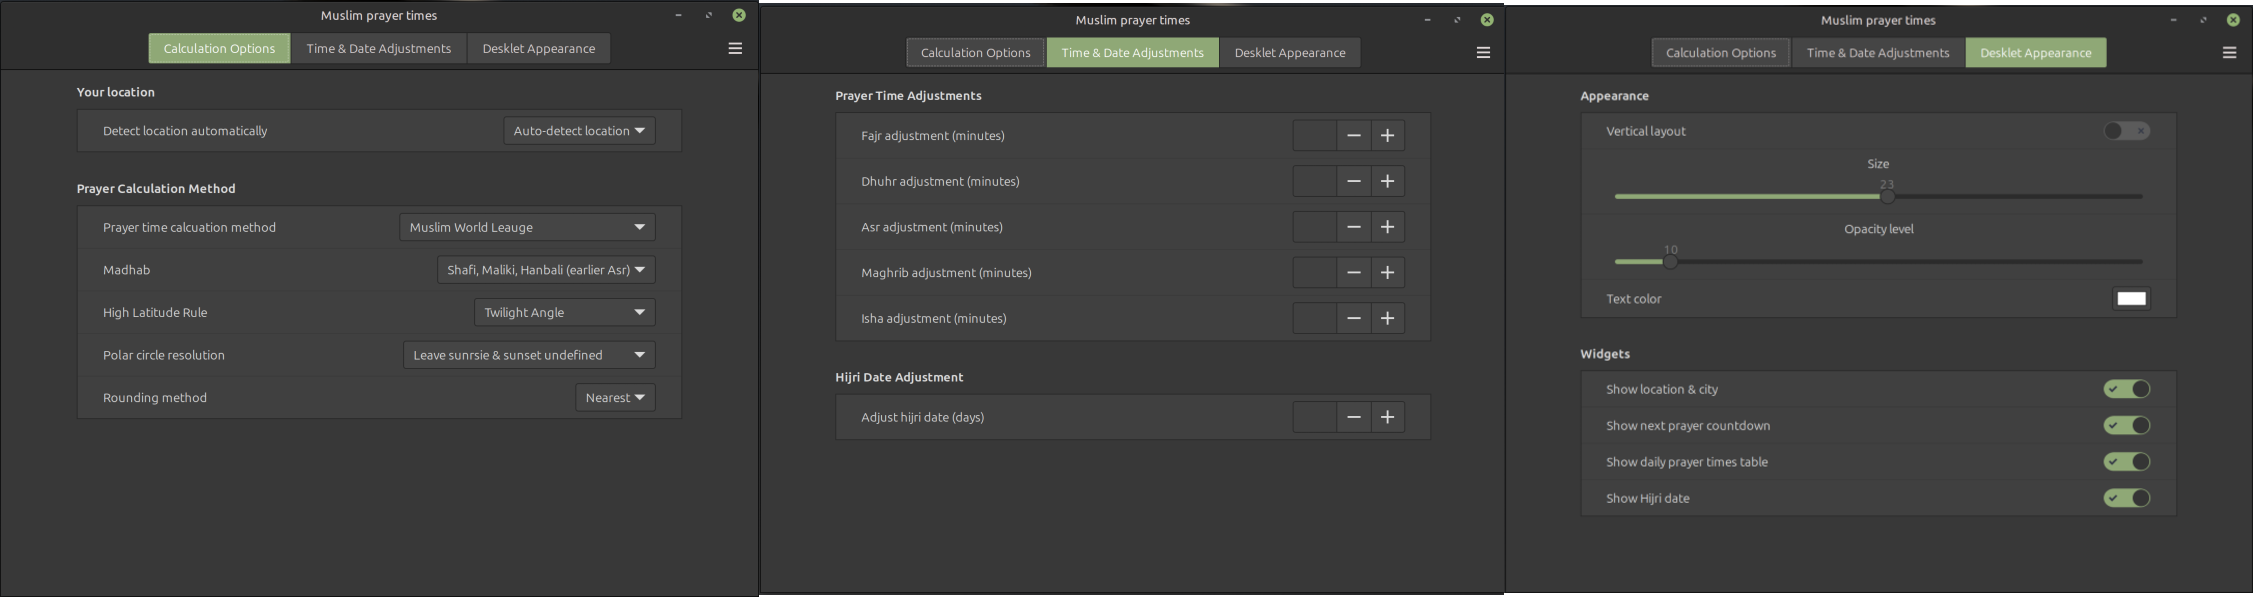 Muslim prayer times
Calculation Options
Time & Date Adjustments
Desklet Appearance
Your location
Detect location automatically
Auto-detect location
Prayer Calculation Method
Prayer time calcuation method
Muslim World Leauge
Madhab
Shafi, Maliki, Hanbali (earlier Asr)
High Latitude Rule
Twilight Angle
Polar circle resolution
Leave sunrsie & sunset undefined
Rounding method
Nearest
Muslim prayer times
Calculation Options
Time & Date Adjustments
Desklet Appearance
Prayer Time Adjustments
Fajr adjustment (minutes)
Dhuhr adjustment (minutes)
Asr adjustment (minutes)
Maghrib adjustment (minutes)
Isha adjustment (minutes)
Hijri Date Adjustment
Adjust hijri date (days)
Muslim prayer times
Calculation Options
Time & Date Adjustments
Desklet Appearance
Appearance
Vertical layout
Size
23
Opacity level
10
Text color
Widgets
Show location & city
Show next prayer countdown
Show daily prayer times table
Show Hijri date